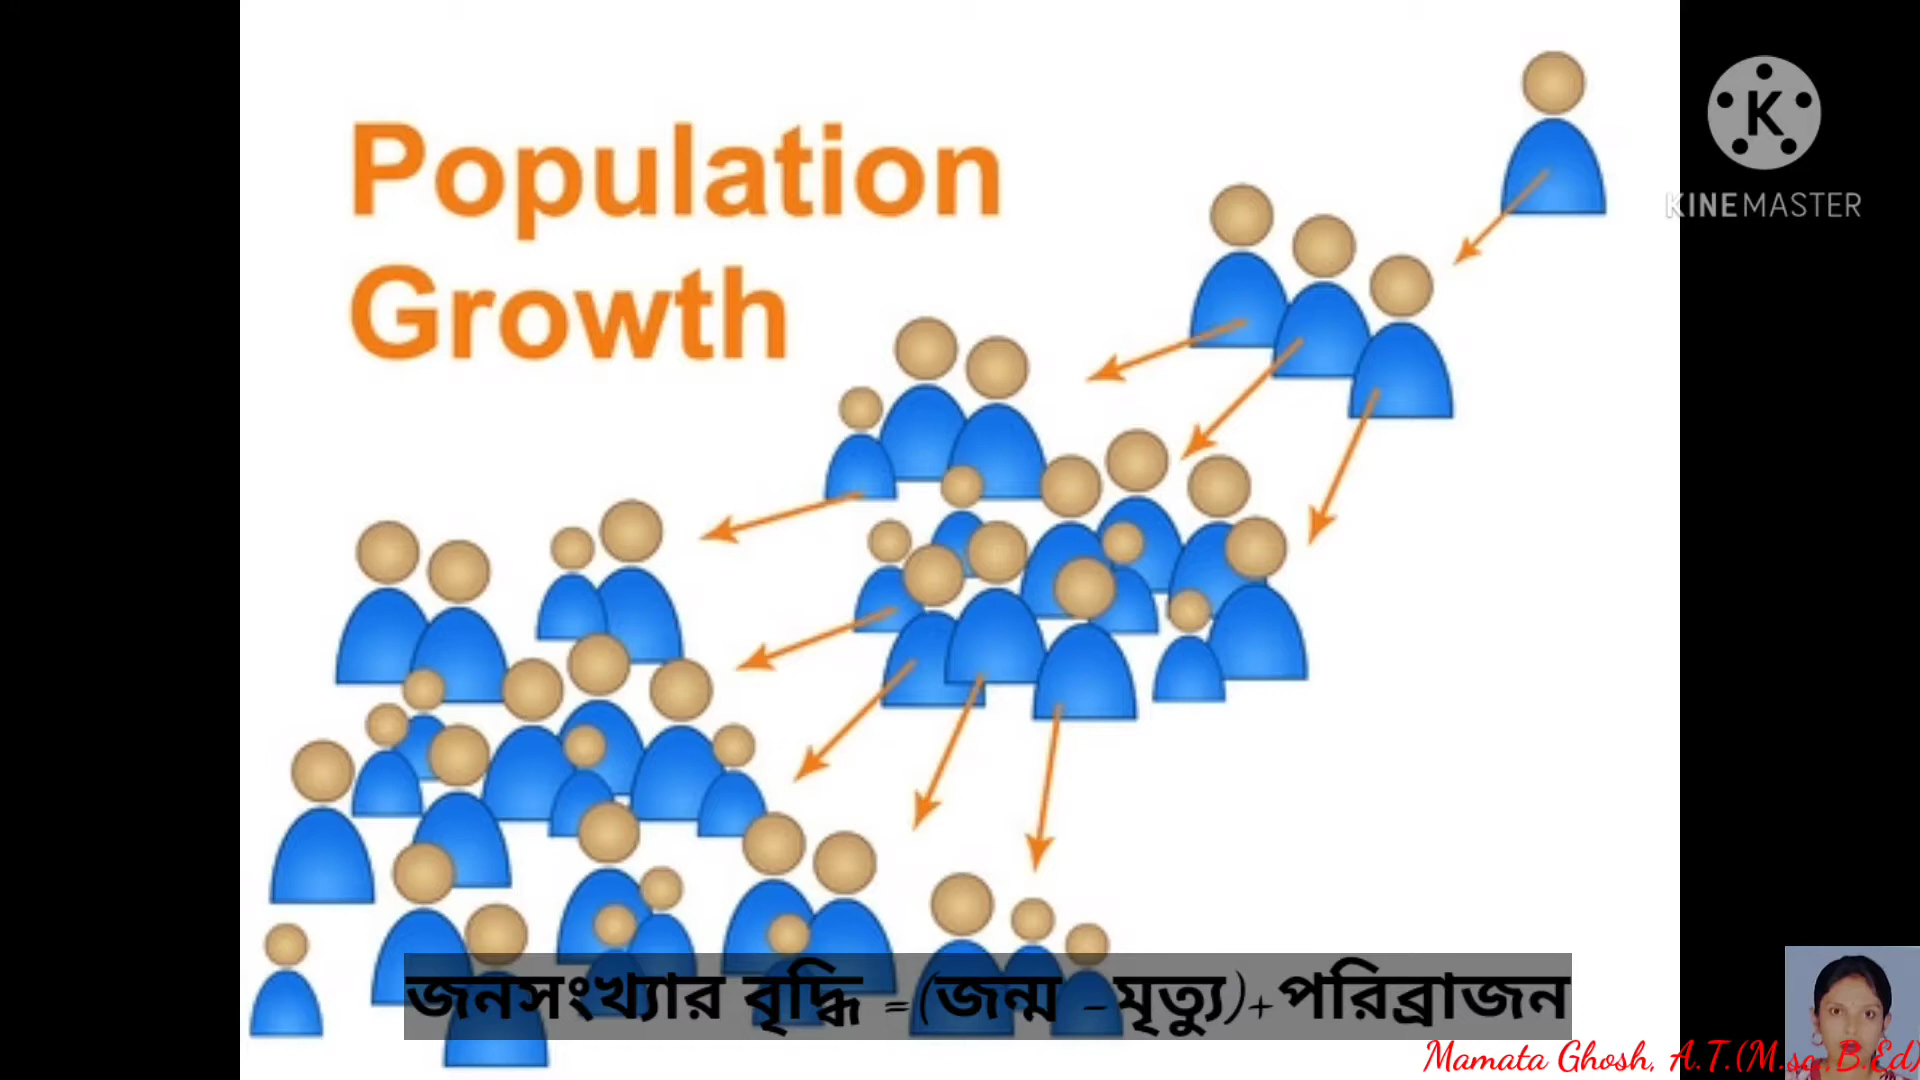 Population
Growth
K
KINEMASTER
জনসংখ্যার বৃদ্ধি =(জন্ম -মৃত্যু)+পরিব্রাজন
Mamata Ghosh, A.T.(M.sc,B.Ed)